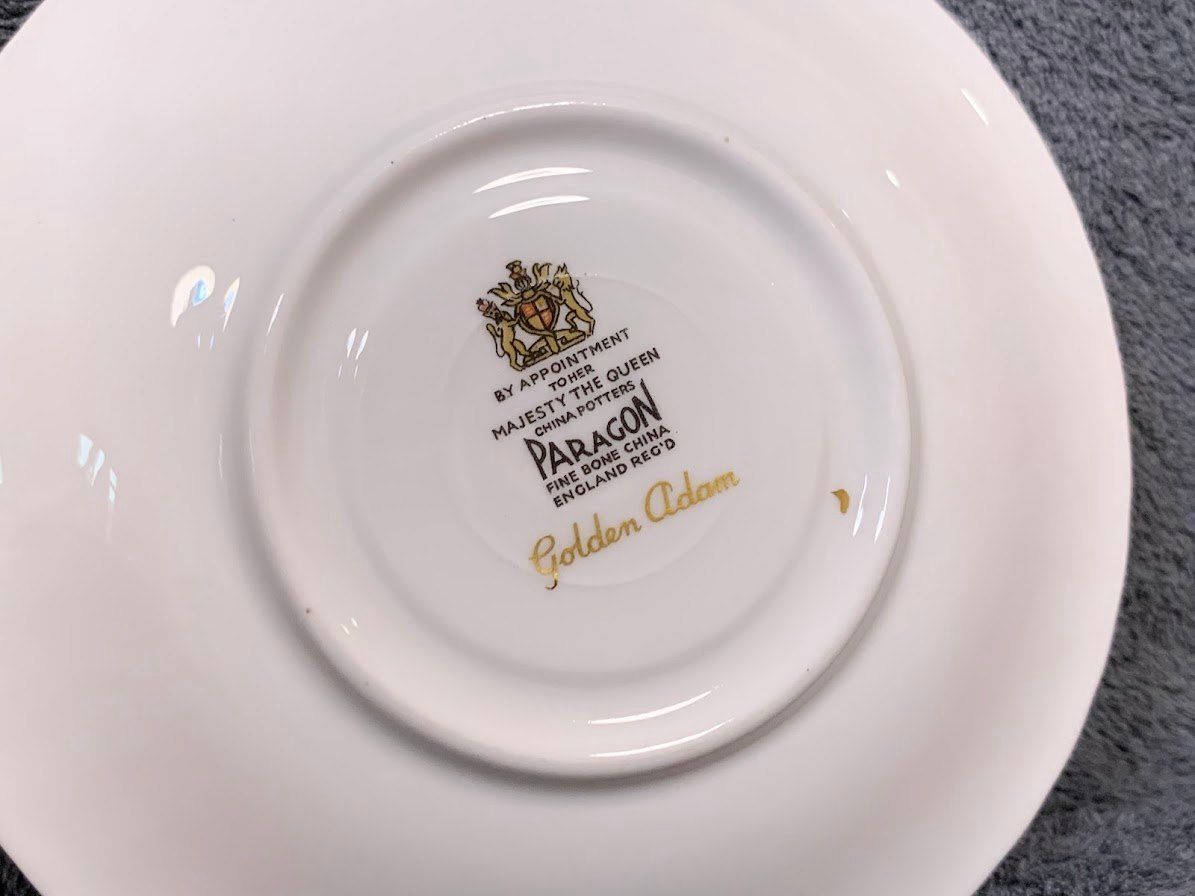 BY APPOINTMENT
TO HER
MAJESTY THE QUEEN
CHINA POTTERS
PARAGON
FINE BONE CHINA
ENGLAND REG'D
Golden Adam